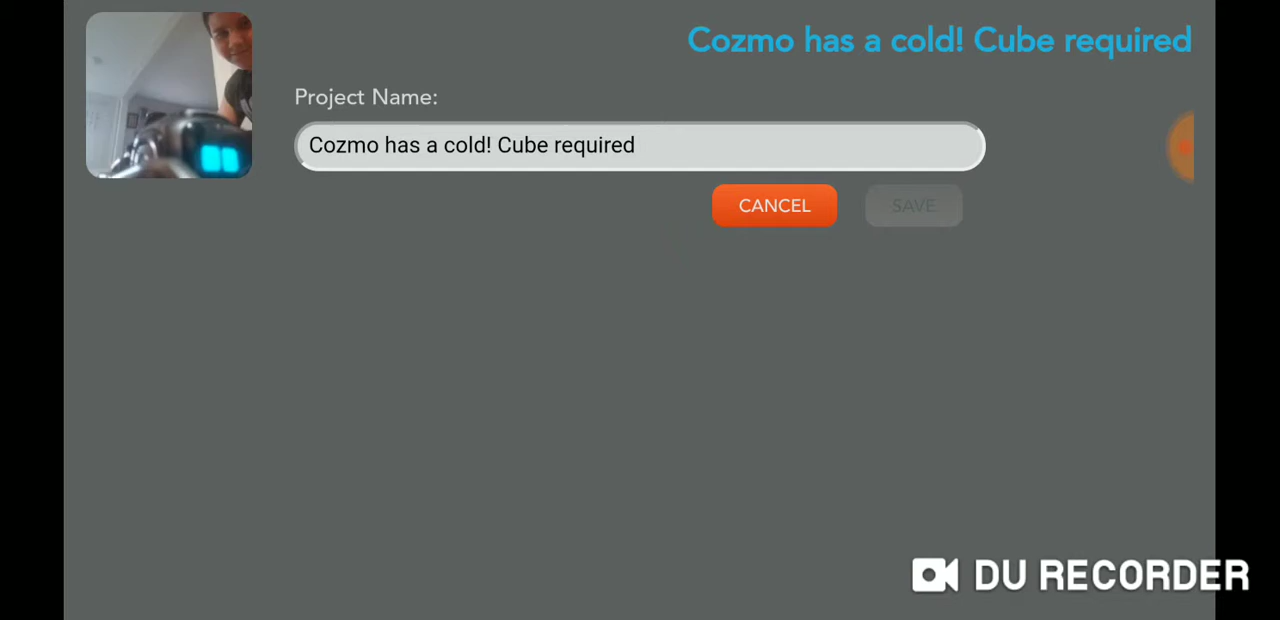 Cozmo has a cold! Cube required
Project Name:
Cozmo has a cold! Cube required
CANCEL
SAVE
DU RECORDER